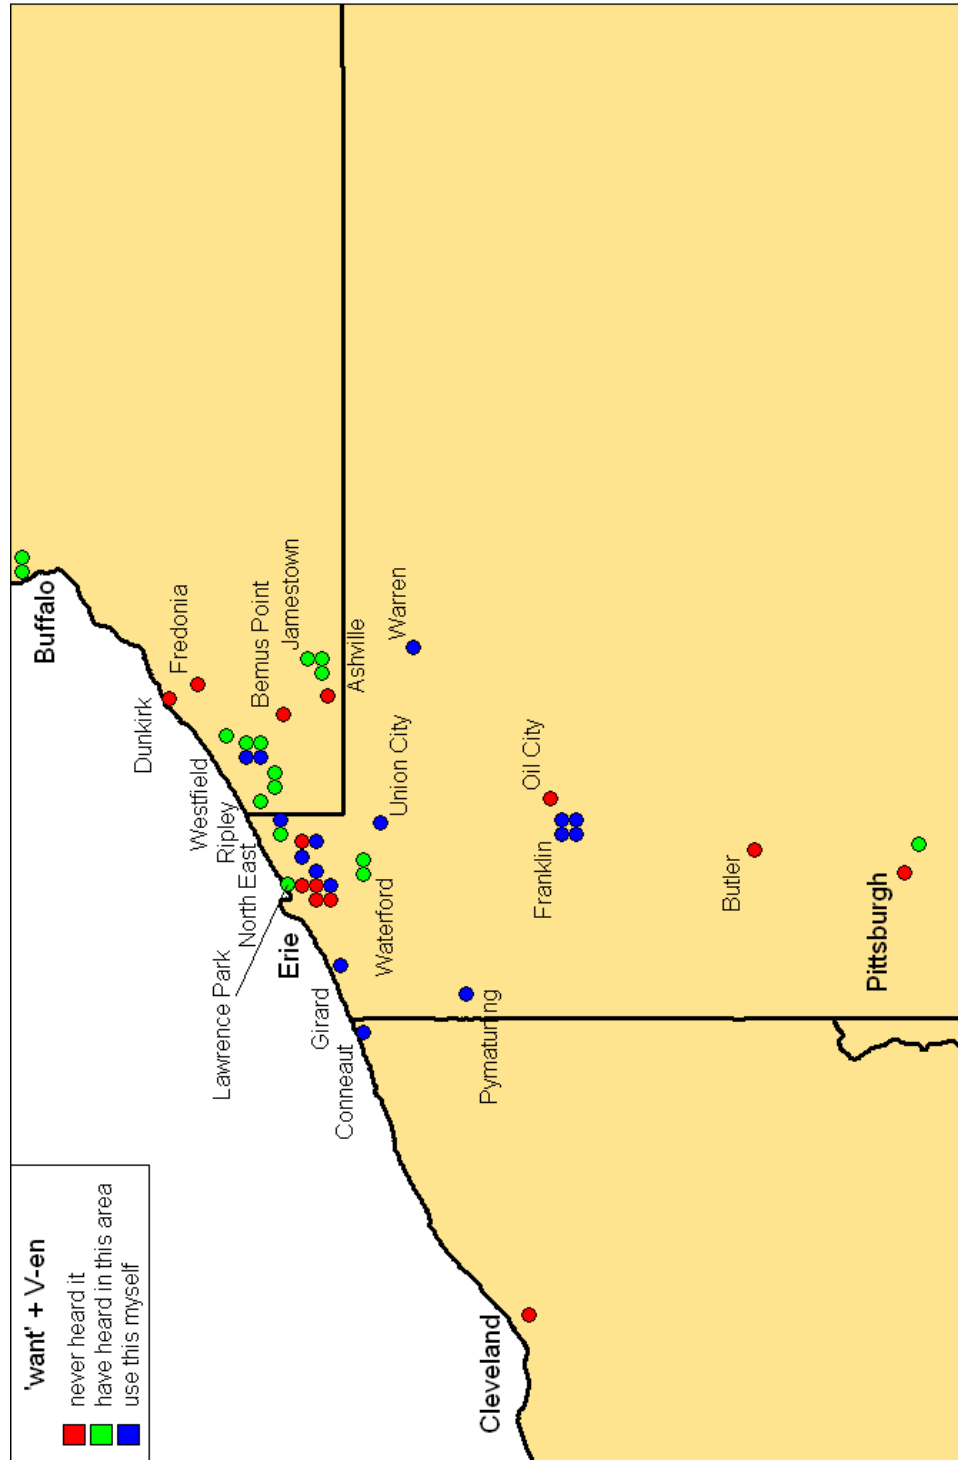 'want' + V-en
never heard it
have heard in this area
use this myself
Buffalo
Dunkirk
Fredonia
Westfield
Bemus Point
Jamestown
Ripley
Ashville
North East
Lawrence Park
Erie
Warren
Girard
Waterford
Union City
Conneaut
Pymatuning
Cleveland
Franklin
Oil City
Butler
Pittsburgh